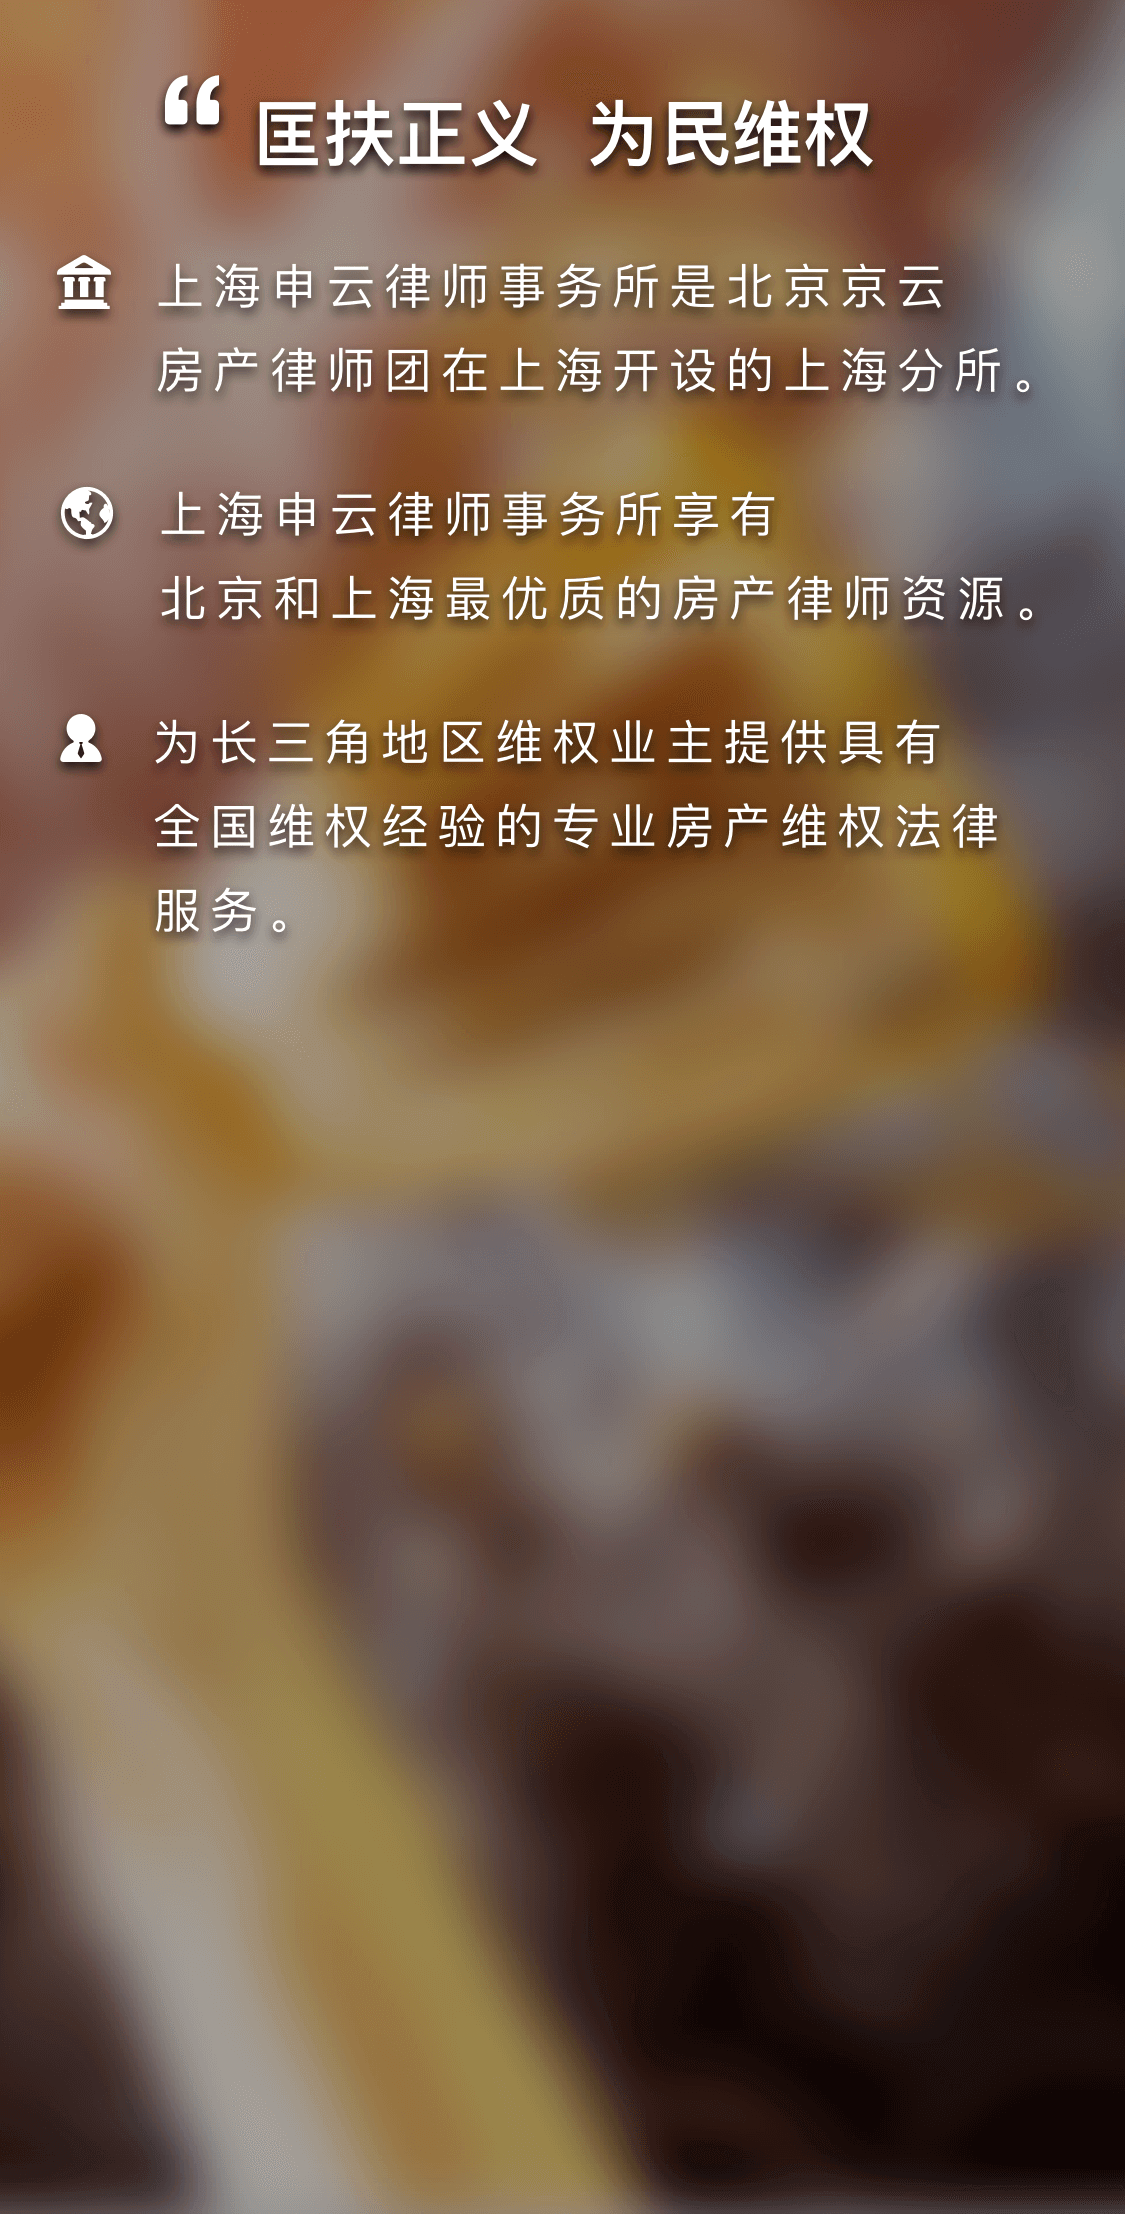 “ 匡扶正义 为民维权
上海申云律师事务所是北京京云
房产律师团在上海开设的上海分所。
上海申云律师事务所享有
北京和上海最优质的房产律师资源。
为长三角地区维权业主提供具有
全国维权经验的专业房产维权法律
服务。